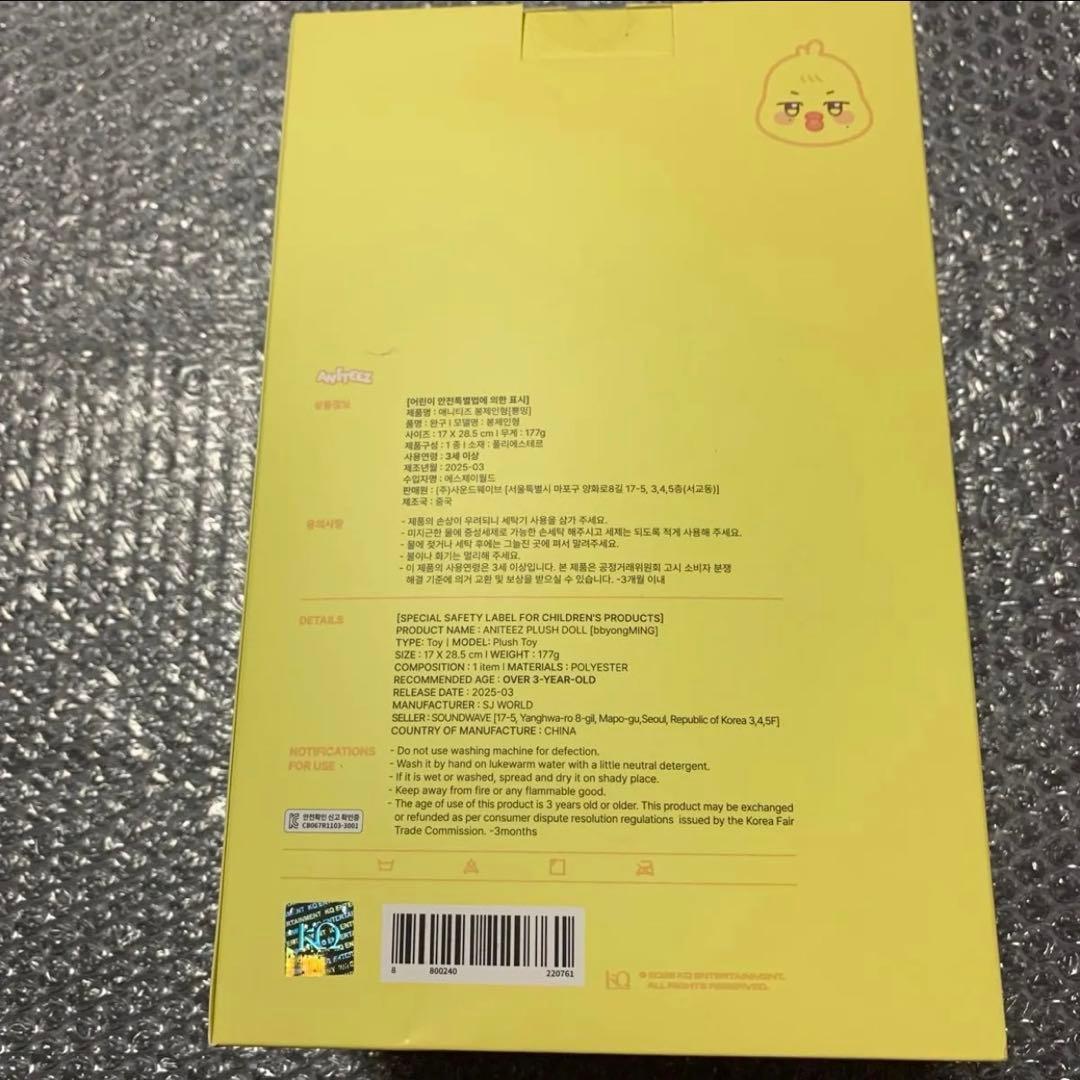 ANITEEZ
상품정보
[어린이 안전특별법에 의한 표시]
제품명 : 애니티즈 봉제인형[뿅밍]
품명 : 완구 I 모델명 : 봉제인형
사이즈 : 17 X 28.5 cm I 무게 : 177g
제품구성 : 1 종 I 소재 : 폴리에스테르
사용연령 : 3세 이상
제조년월 : 2025-03
수입자명 : 에스제이월드
판매원 : (주)사운드웨이브 [서울특별시 마포구 양화로8길 17-5, 3,4,5층(서교동)]
제조국 : 중국
유의사항
- 제품의 손상이 우려되니 세탁기 사용을 삼가 주세요.
- 미지근한 물에 중성세제로 가능한 손세탁 해주시고 세제는 되도록 적게 사용해 주세요.
- 물에 젖거나 세탁 후에는 그늘진 곳에 펴서 말려주세요.
- 불이나 화기는 멀리해 주세요.
- 이 제품의 사용연령은 3세 이상입니다. 본 제품은 공정거래위원회 고시 소비자 분쟁
해결 기준에 의거 교환 및 보상을 받으실 수 있습니다. -3개월 이내
DETAILS
[SPECIAL SAFETY LABEL FOR CHILDREN'S PRODUCTS]
PRODUCT NAME : ANITEEZ PLUSH DOLL [bbyongMING]
TYPE: Toy | MODEL: Plush Toy
SIZE : 17 X 28.5 cm I WEIGHT : 177g
COMPOSITION : 1 item I MATERIALS : POLYESTER
RECOMMENDED AGE : OVER 3-YEAR-OLD
RELEASE DATE : 2025-03
MANUFACTURER : SJ WORLD
SELLER : SOUNDWAVE [17-5, Yanghwa-ro 8-gil, Mapo-gu,Seoul, Republic of Korea 3,4,5F]
COUNTRY OF MANUFACTURE : CHINA
NOTIFICATIONS
FOR USE
- Do not use washing machine for defection.
- Wash it by hand on lukewarm water with a little neutral detergent.
- If it is wet or washed, spread and dry it on shady place.
- Keep away from fire or any flammable good.
- The age of use of this product is 3 years old or older. This product may be exchanged
or refunded as per consumer dispute resolution regulations issued by the Korea Fair
Trade Commission. -3months
안전확인 신고 확인증
CB067R1103-3001
KQ
8 800240 220761
KQ © 2025 KQ ENTERTAINMENT.
ALL RIGHTS RESERVED.